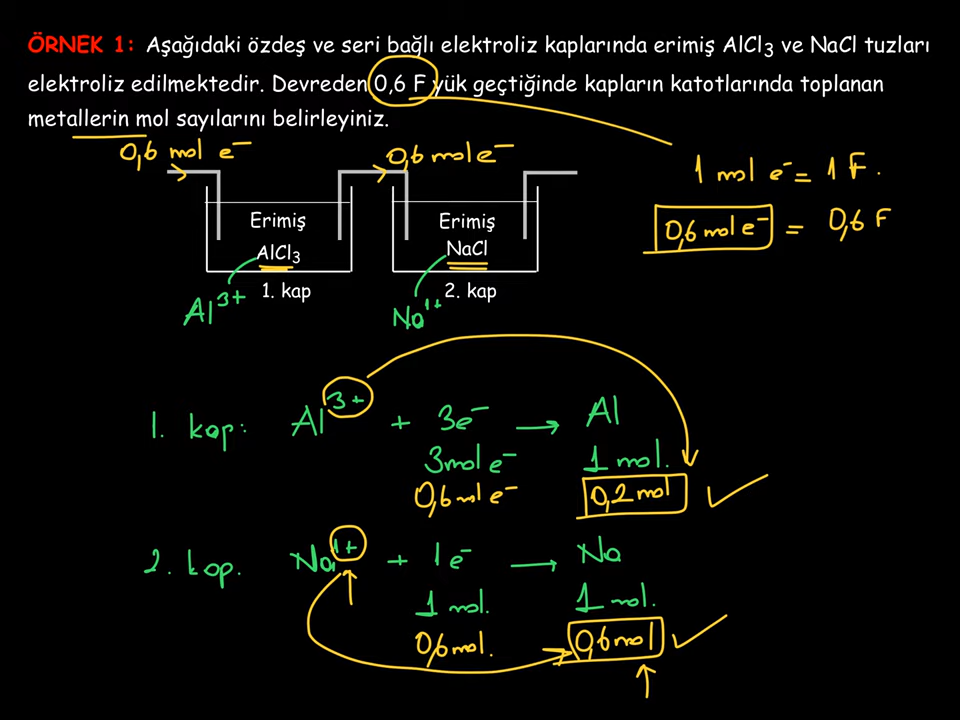 ÖRNEK 1: Aşağıdaki özdeş ve seri bağlı elektroliz kaplarında erimiş AlCl₃ ve NaCl tuzları
elektroliz edilmektedir. Devreden 0,6 F yük geçtiğinde kapların katotlarında toplanan
metallerin mol sayılarını belirleyiniz.
0,6 mol e⁻ 0,6 mol e⁻
1 mol e⁻ = 1 F.
0,6 mol e⁻ = 0,6 F
Erimiş Erimiş
AlCl₃ NaCl
1. kap 2. kap
Al³⁺ Na¹⁺
1. kap: Al³⁺ + 3e⁻ → Al
3mol e⁻ 1 mol.
0,6 mol e⁻ 0,2 mol
2. kap. Na¹⁺ + 1e⁻ → Na
1 mol. 1 mol.
0,6 mol. 0,6 mol